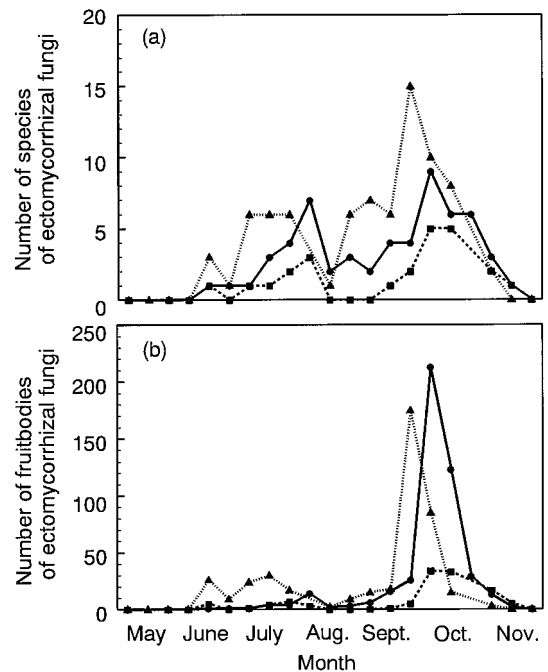 20
(a)
15
10
5
0
Number of species
of ectomycorrhizal fungi
250
(b)
200
150
100
50
0
Number of fruitbodies
of ectomycorrhizal fungi
May June July Aug. Sept. Oct. Nov.
Month